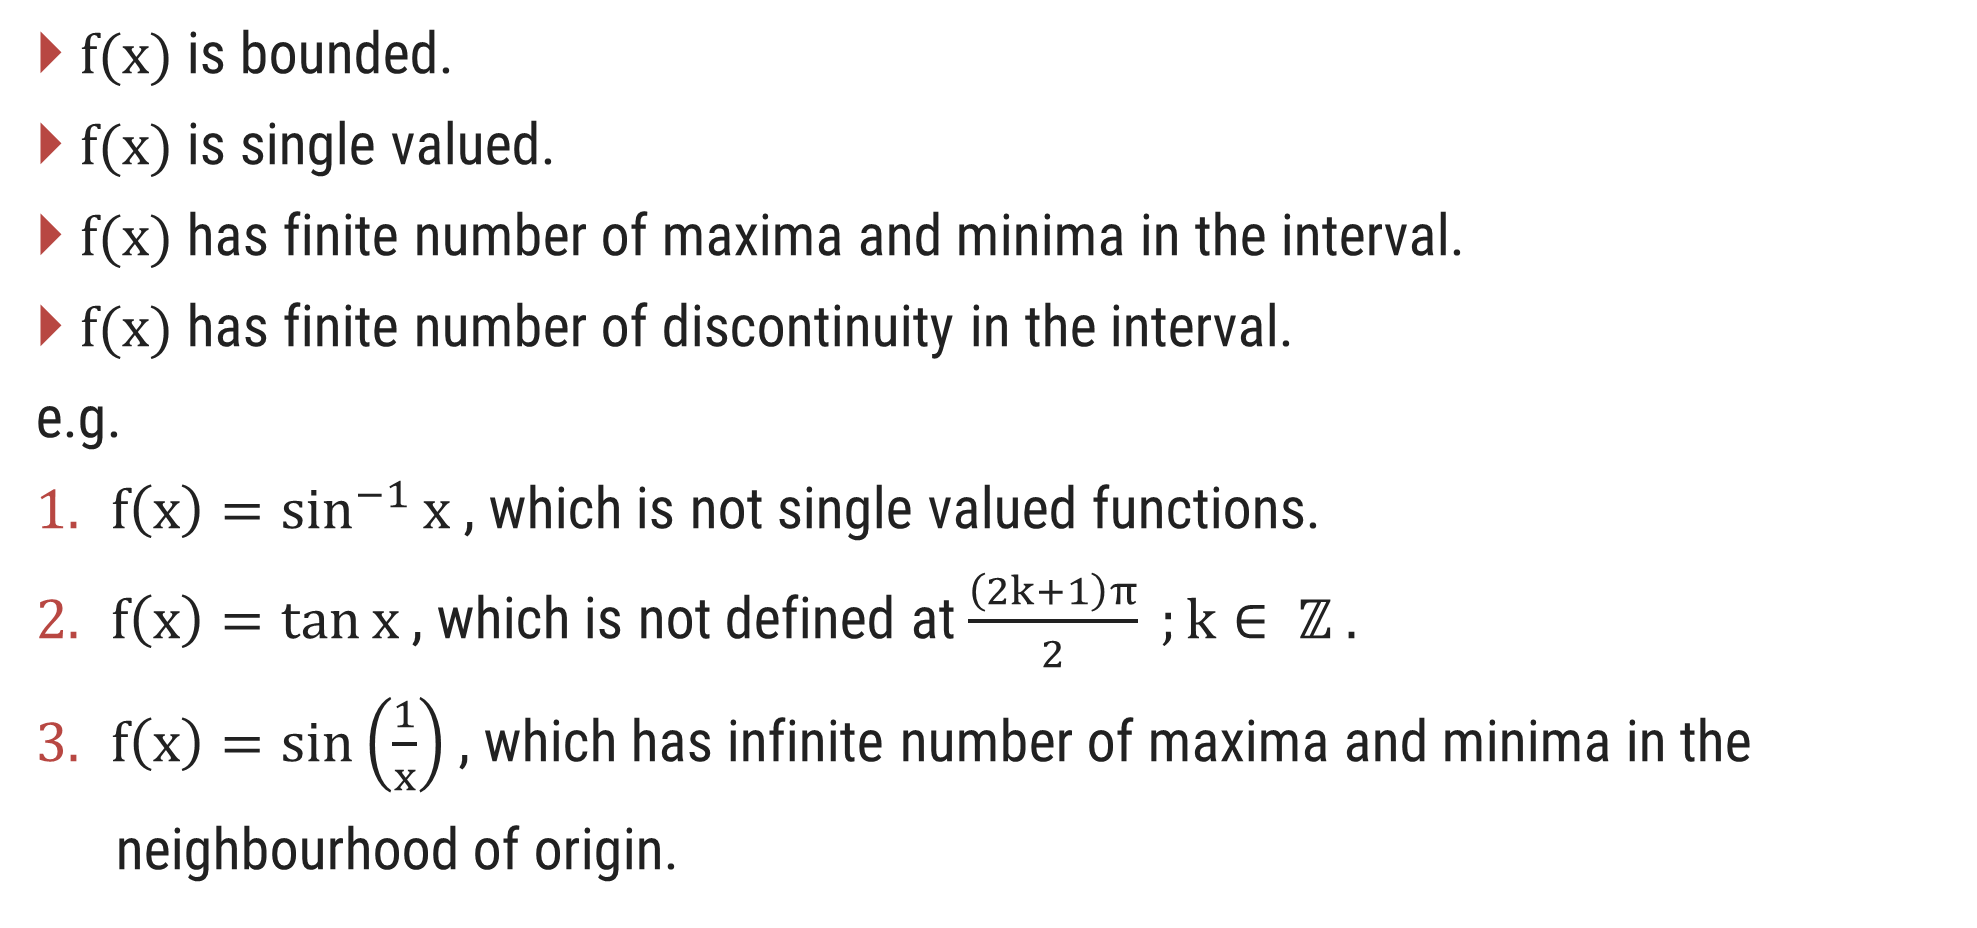 ▶ f(x) is bounded.
▶ f(x) is single valued.
▶ f(x) has finite number of maxima and minima in the interval.
▶ f(x) has finite number of discontinuity in the interval.
e.g.
1. f(x) = sin⁻¹ x , which is not single valued functions.
2. f(x) = tan x , which is not defined at (2k+1)π/2 ; k ∈ ℤ .
3. f(x) = sin (1/x) , which has infinite number of maxima and minima in the
neighbourhood of origin.